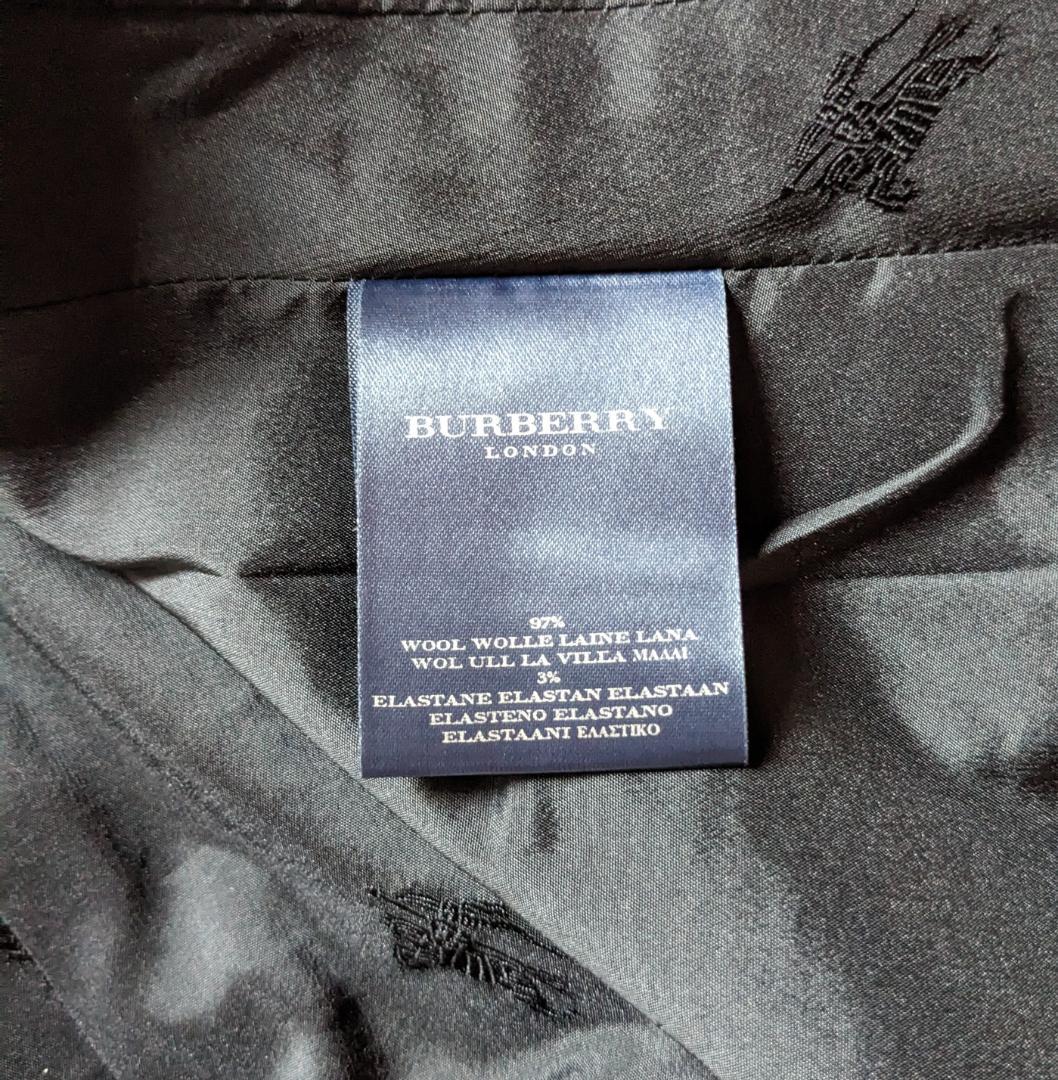 BURBERRY
LONDON
97%
WOOL WOLLE LAINE LANA
WOL ULL LA VILLA ΜΑΛΛΙ
3%
ELASTANE ELASTAN ELASTAAN
ELASTENO ELASTANO
ELASTAANI ΕΛΑΣΤΙΚΟ